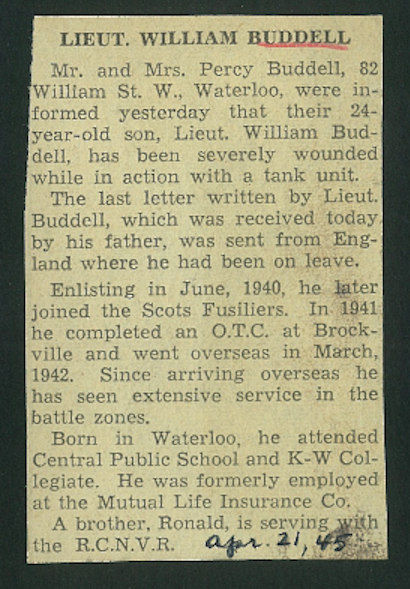 LIEUT. WILLIAM BUDDELL
Mr. and Mrs. Percy Buddell, 82
William St. W., Waterloo, were in-
formed yesterday that their 24-
year-old son, Lieut. William Bud-
dell, has been severely wounded
while in action with a tank unit.
The last letter written by Lieut.
Buddell, which was received today
by his father, was sent from Eng-
land where he had been on leave.
Enlisting in June, 1940, he later
joined the Scots Fusiliers. In 1941
he completed an O.T.C. at Brock-
ville and went overseas in March,
1942. Since arriving overseas he
has seen extensive service in the
battle zones.
Born in Waterloo, he attended
Central Public School and K-W Col-
legiate. He was formerly employed
at the Mutual Life Insurance Co.
A brother, Ronald, is serving with
the R.C.N.V.R. apr. 21, 45